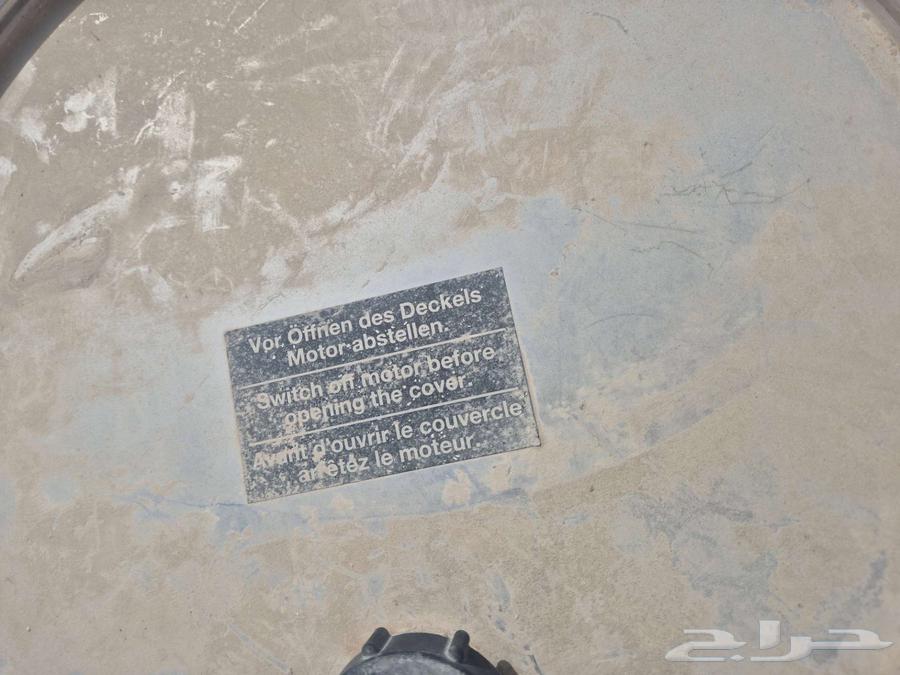 Vor Öffnen des Deckels
Motor abstellen.
Switch off motor before
opening the cover.
Avant d'ouvrir le couvercle
arrêtez le moteur.
حراج